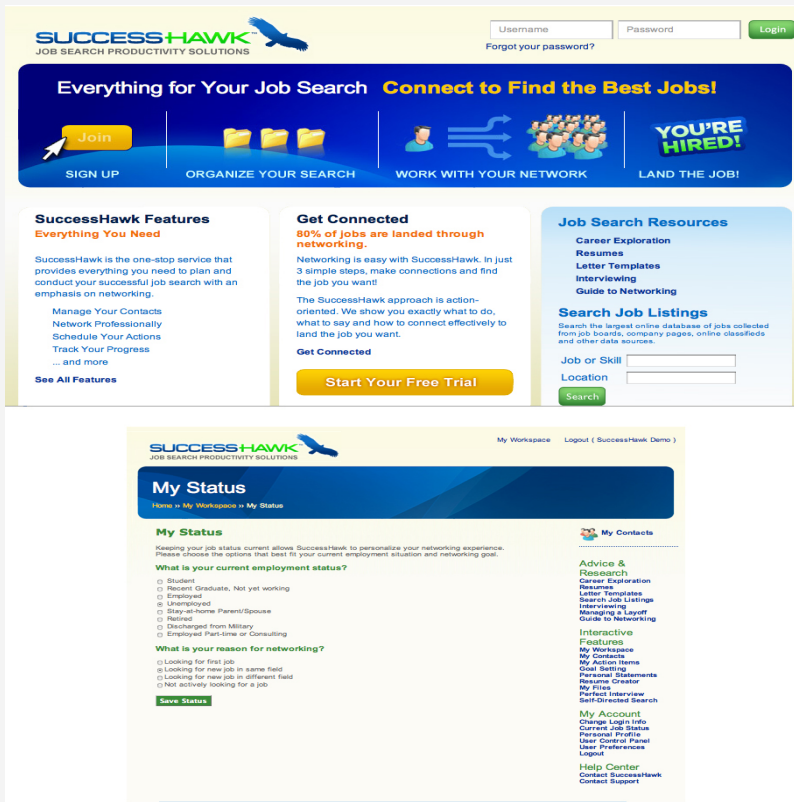 SUCCESSHAWK™
JOB SEARCH PRODUCTIVITY SOLUTIONS
Username
Password
Login
Forgot your password?
Everything for Your Job Search Connect to Find the Best Jobs!
Join
YOU'RE
HIRED!
SIGN UP
ORGANIZE YOUR SEARCH
WORK WITH YOUR NETWORK
LAND THE JOB!
SuccessHawk Features
Everything You Need
SuccessHawk is the one-stop service that
provides everything you need to plan and
conduct your successful job search with an
emphasis on networking.
Manage Your Contacts
Network Professionally
Schedule Your Actions
Track Your Progress
... and more
See All Features
Get Connected
80% of jobs are landed through
networking.
Networking is easy with SuccessHawk. In just
3 simple steps, make connections and find
the job you want!
The SuccessHawk approach is action-
oriented. We show you exactly what to do,
what to say and how to connect effectively to
land the job you want.
Get Connected
Start Your Free Trial
Job Search Resources
Career Exploration
Resumes
Letter Templates
Interviewing
Guide to Networking
Search Job Listings
Search the largest online database of jobs collected
from job boards, company pages, online classifieds
and other data sources.
Job or Skill
Location
Search
SUCCESSHAWK™
JOB SEARCH PRODUCTIVITY SOLUTIONS
My Workspace Logout ( SuccessHawk Demo )
My Status
Home » My Workspace » My Status
My Status
Keeping your job status current allows SuccessHawk to personalize your networking experience.
Please choose the options that best fit your current employment situation and networking goal.
What is your current employment status?
Student
Recent Graduate, Not yet working
Employed
Unemployed
Stay-at-home Parent/Spouse
Retired
Discharged from Military
Employed Part-time or Consulting
What is your reason for networking?
Looking for first job
Looking for new job in same field
Looking for new job in different field
Not actively looking for a job
Save Status
My Contacts
Advice &
Research
Career Exploration
Resumes
Letter Templates
Search Job Listings
Interviewing
Managing a Layoff
Guide to Networking
Interactive
Features
My Workspace
My Contacts
My Action Items
Goal Setting
Personal Statements
Resume Creator
My Files
Perfect Interview
Self-Directed Search
My Account
Change Login Info
Current Job Status
Personal Profile
User Control Panel
User Preferences
Logout
Help Center
Contact SuccessHawk
Contact Support